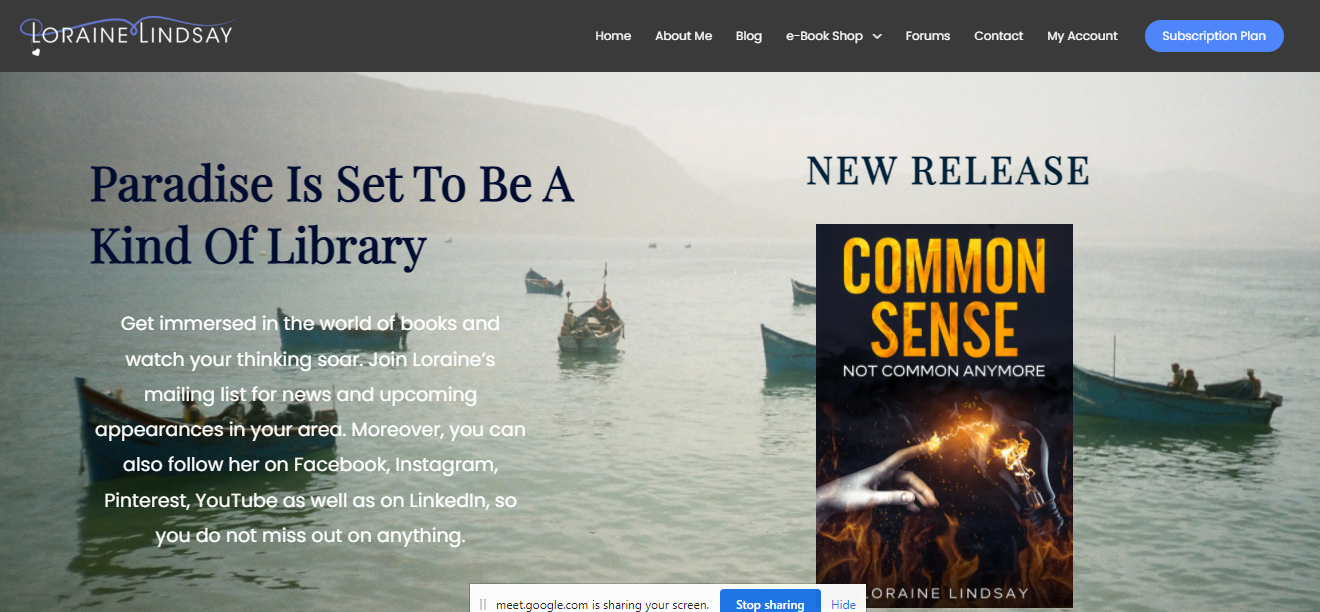 LORAINE LINDSAY
Home About Me Blog e-Book Shop Forums Contact My Account Subscription Plan
Paradise Is Set To Be A
Kind Of Library
Get immersed in the world of books and
watch your thinking soar. Join Loraine's
mailing list for news and upcoming
appearances in your area. Moreover, you can
also follow her on Facebook, Instagram,
Pinterest, YouTube as well as on LinkedIn, so
you do not miss out on anything.
NEW RELEASE
COMMON
SENSE
NOT COMMON ANYMORE
LORAINE LINDSAY
meet.google.com is sharing your screen. Stop sharing Hide